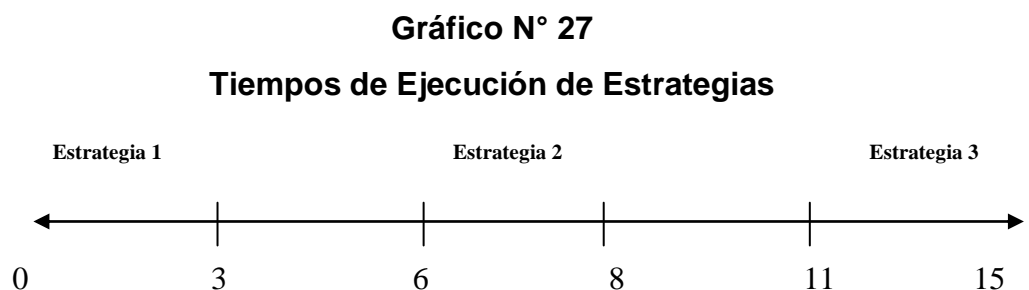 Gráfico N° 27
Tiempos de Ejecución de Estrategias
Estrategia 1 Estrategia 2 Estrategia 3
0 3 6 8 11 15